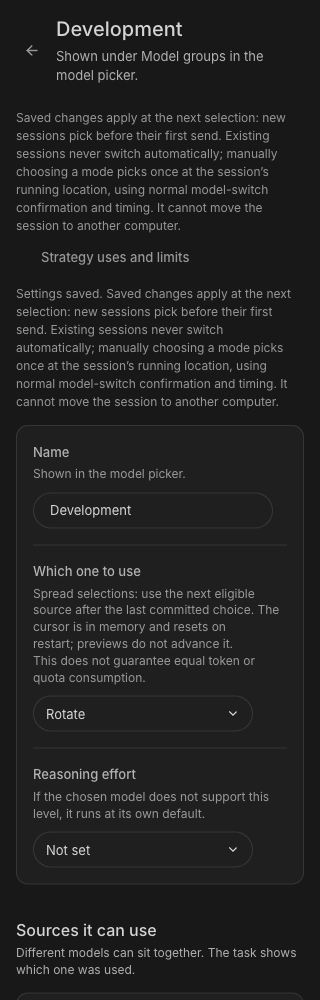 Development
Shown under Model groups in the
model picker.
Saved changes apply at the next selection: new
sessions pick before their first send. Existing
sessions never switch automatically; manually
choosing a mode picks once at the session’s
running location, using normal model-switch
confirmation and timing. It cannot move the
session to another computer.
Strategy uses and limits
Settings saved. Saved changes apply at the next
selection: new sessions pick before their first
send. Existing sessions never switch
automatically; manually choosing a mode picks
once at the session’s running location, using
normal model-switch confirmation and timing. It
cannot move the session to another computer.
Name
Shown in the model picker.
Development
Which one to use
Spread selections: use the next eligible
source after the last committed choice. The
cursor is in memory and resets on
restart; previews do not advance it.
This does not guarantee equal token or
quota consumption.
Rotate
Reasoning effort
If the chosen model does not support this
level, it runs at its own default.
Not set
Sources it can use
Different models can sit together. The task shows
which one was used.